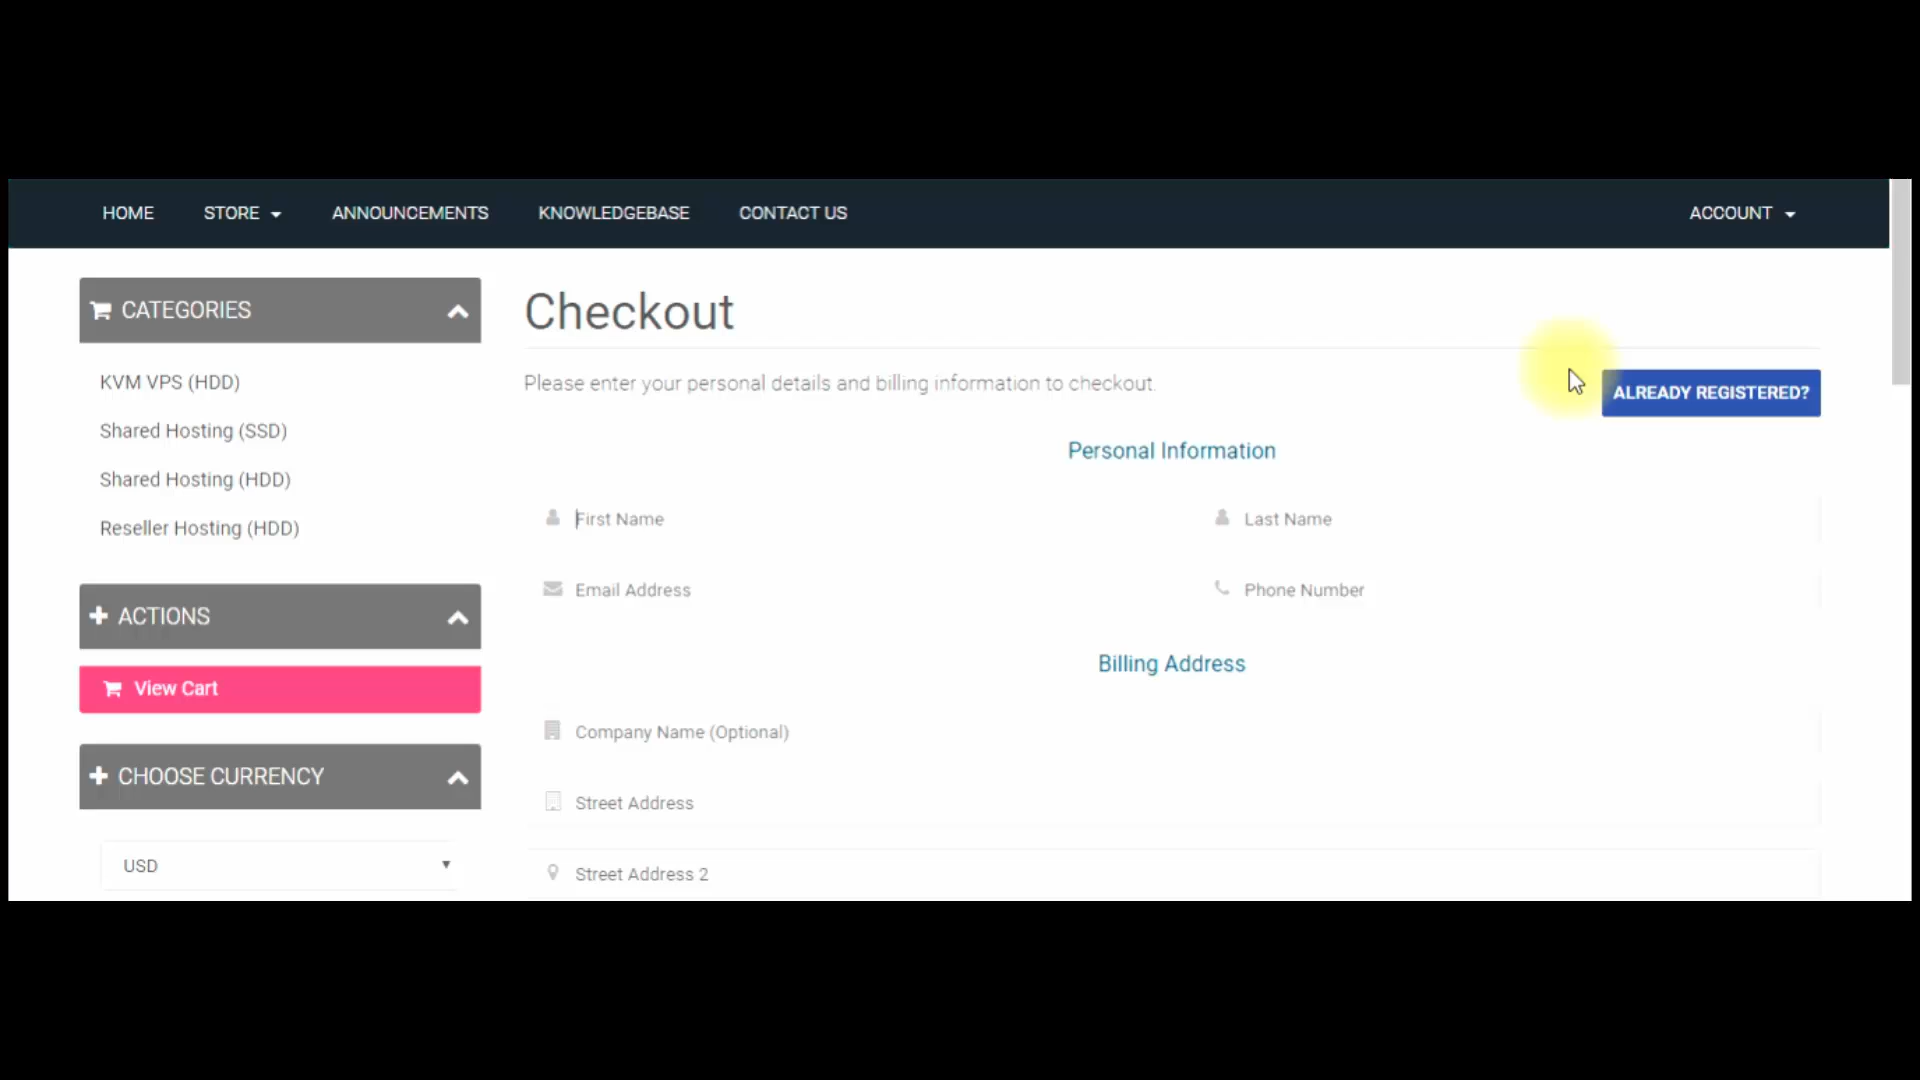 HOME STORE ANNOUNCEMENTS KNOWLEDGEBASE CONTACT US ACCOUNT
CATEGORIES
KVM VPS (HDD)
Shared Hosting (SSD)
Shared Hosting (HDD)
Reseller Hosting (HDD)
ACTIONS
View Cart
CHOOSE CURRENCY
USD
Checkout
Please enter your personal details and billing information to checkout.
ALREADY REGISTERED?
Personal Information
First Name Last Name
Email Address Phone Number
Billing Address
Company Name (Optional)
Street Address
Street Address 2